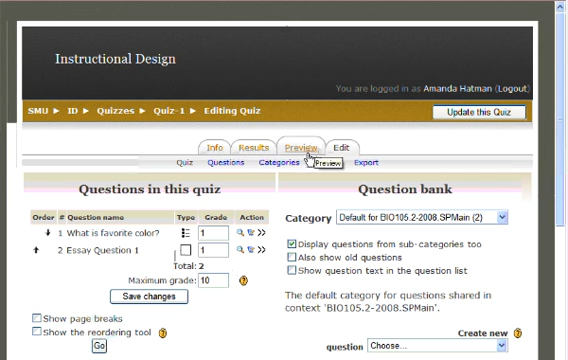 Instructional Design
You are logged in as Amanda Hatman (Logout)
SMU ► ID ► Quizzes ► Quiz-1 ► Editing Quiz
Update this Quiz
Info Results Preview Edit
Quiz Questions Categories Export
Preview
Questions in this quiz
Order # Question name Type Grade Action
1 What is favorite color? 1
2 Essay Question 1 1
Total: 2
Maximum grade: 10
Save changes
Show page breaks
Show the reordering tool
Go
Question bank
Category Default for BIO105.2-2008.SPMain (2)
Display questions from sub-categories too
Also show old questions
Show question text in the question list
The default category for questions shared in
context 'BIO105.2-2008.SPMain'.
Create new
question Choose...